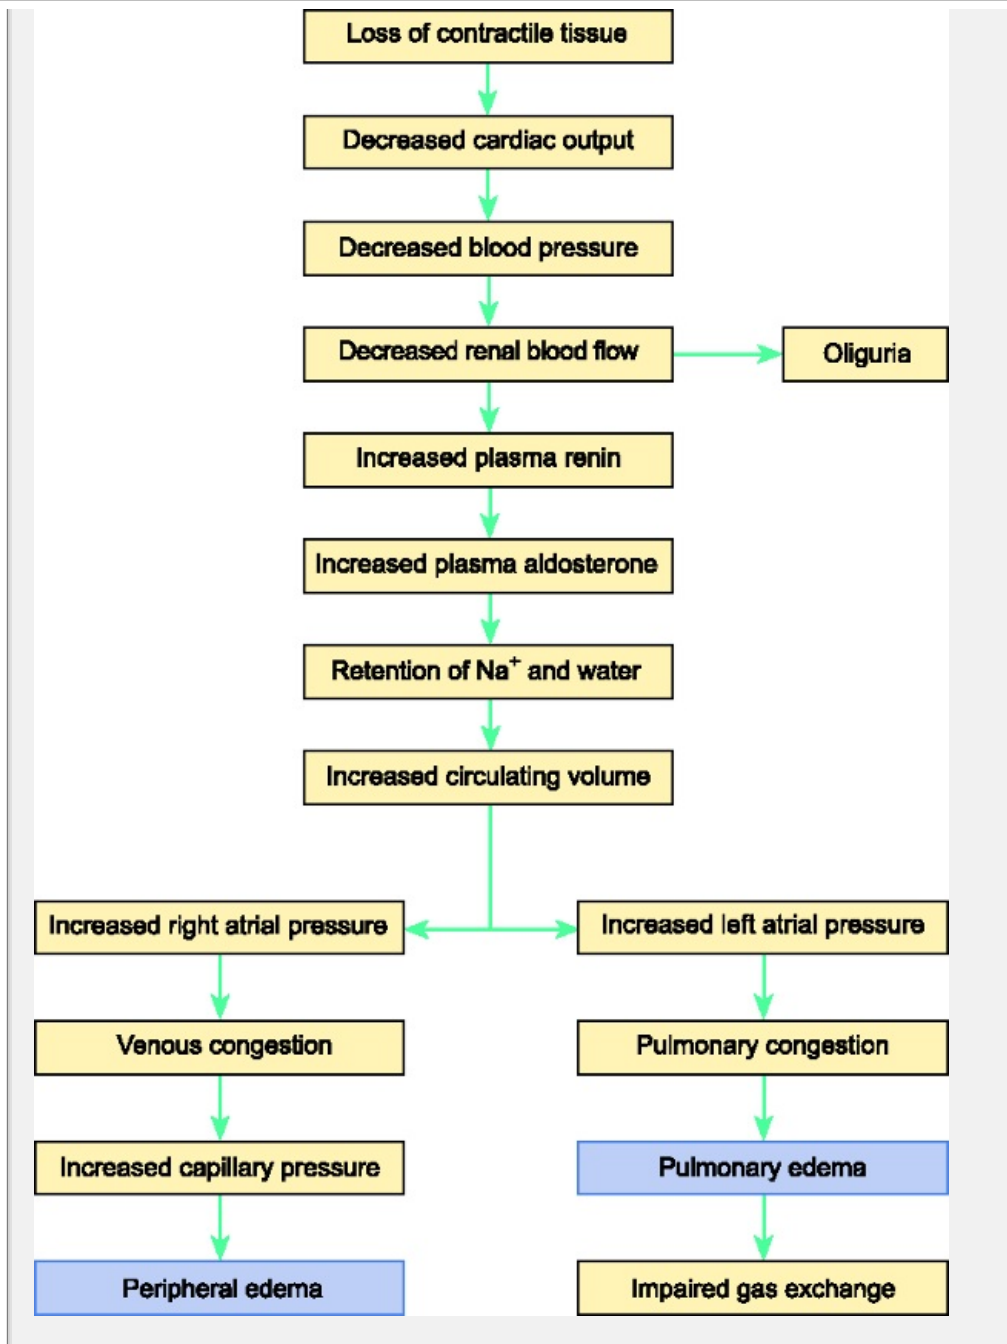 Loss of contractile tissue
Decreased cardiac output
Decreased blood pressure
Decreased renal blood flow
Oliguria
Increased plasma renin
Increased plasma aldosterone
Retention of Na⁺ and water
Increased circulating volume
Increased right atrial pressure
Increased left atrial pressure
Venous congestion
Pulmonary congestion
Increased capillary pressure
Pulmonary edema
Peripheral edema
Impaired gas exchange